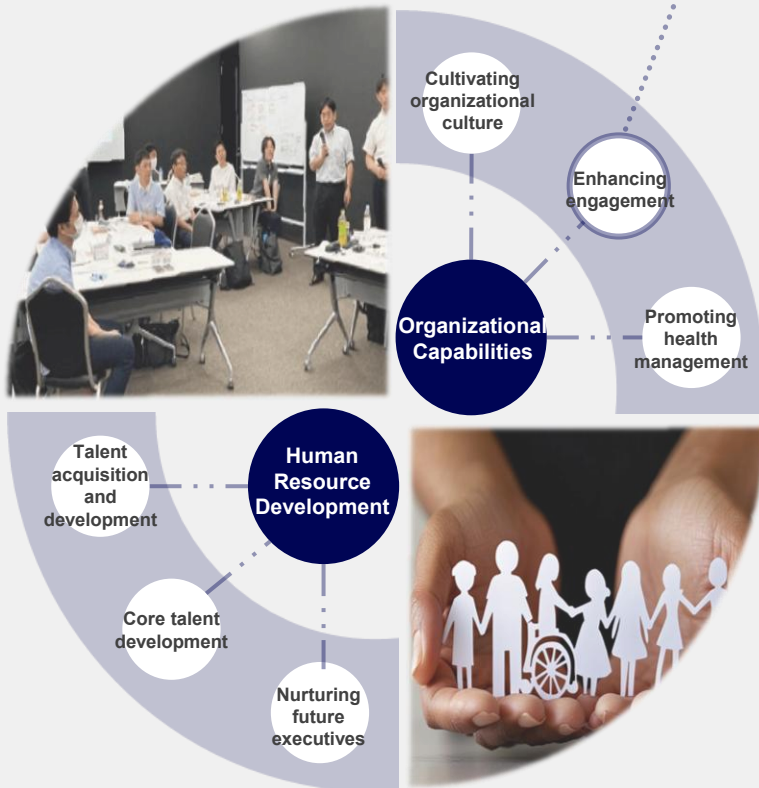 Cultivating
organizational
culture
Enhancing
engagement
Organizational
Capabilities
Promoting
health
management
Talent
acquisition
and
development
Human
Resource
Development
Core talent
development
Nurturing
future
executives